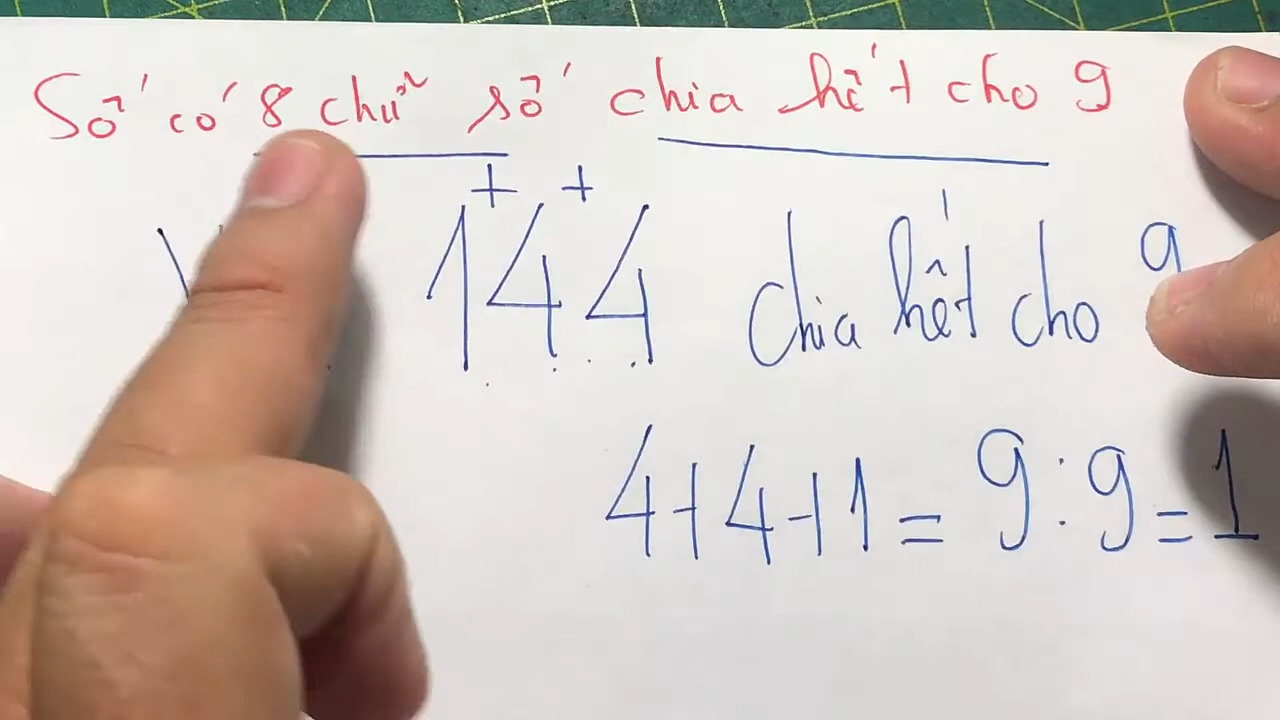 Số có 8 chữ số chia hết cho 9
144 chia hết cho 9
4+4+1 = 9:9=1